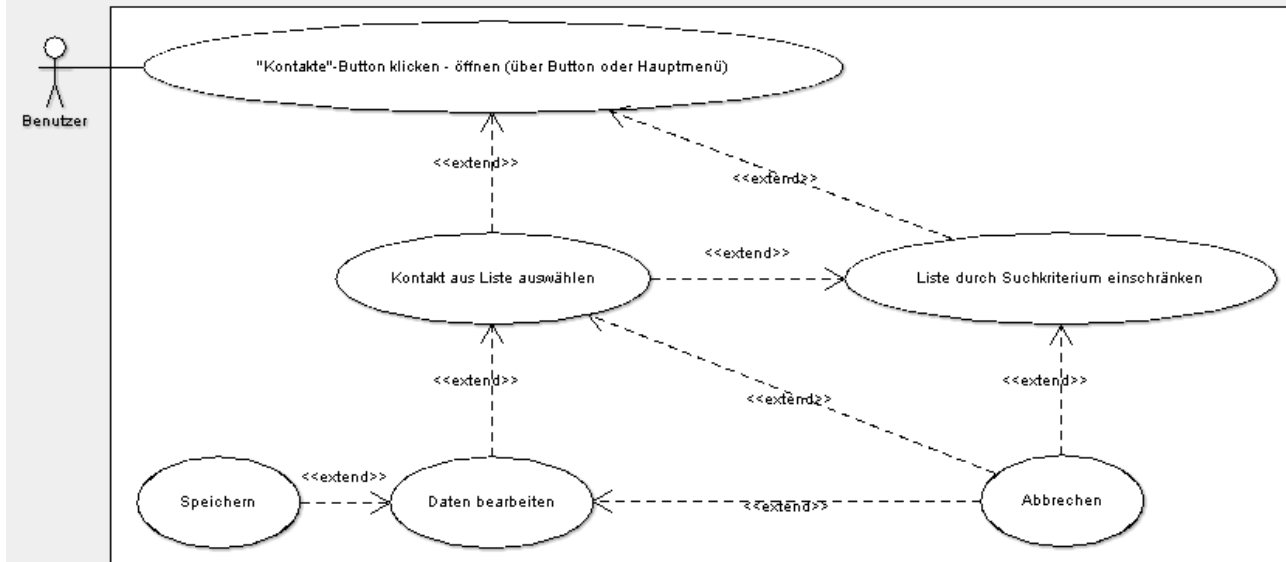 "Kontakte"-Button klicken - öffnen (über Button oder Hauptmenü)
Benutzer
<<extend>>
<<extend>>
<<extend>>
Kontakt aus Liste auswählen
Liste durch Suchkriterium einschränken
<<extend>>
<<extend>>
<<extend>>
<<extend>>
Speichern
Daten bearbeiten
Abbrechen
<<extend>>